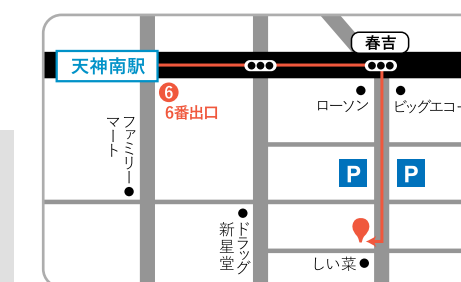 春吉
天神南駅
6
6番出口
ローソン
ビッグエコー
ファミリー
マート
P
P
ドラッグ
新星堂
しい菜